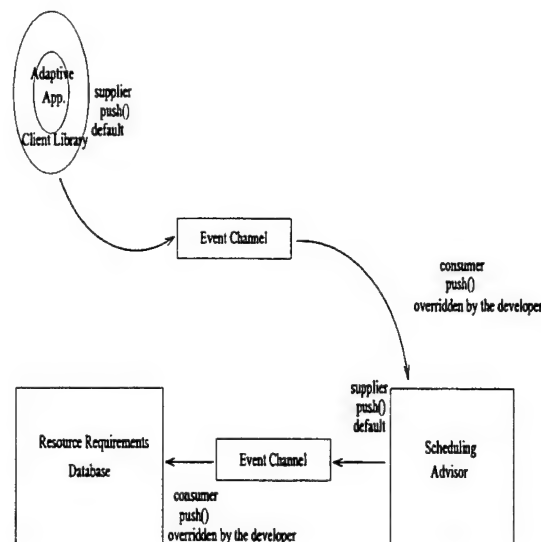 Adaptive
App.
Client Library
supplier
push()
default
Event Channel
consumer
push()
overridden by the developer
supplier
push()
default
Resource Requirements
Database
Event Channel
Scheduling
Advisor
consumer
push()
overridden by the developer